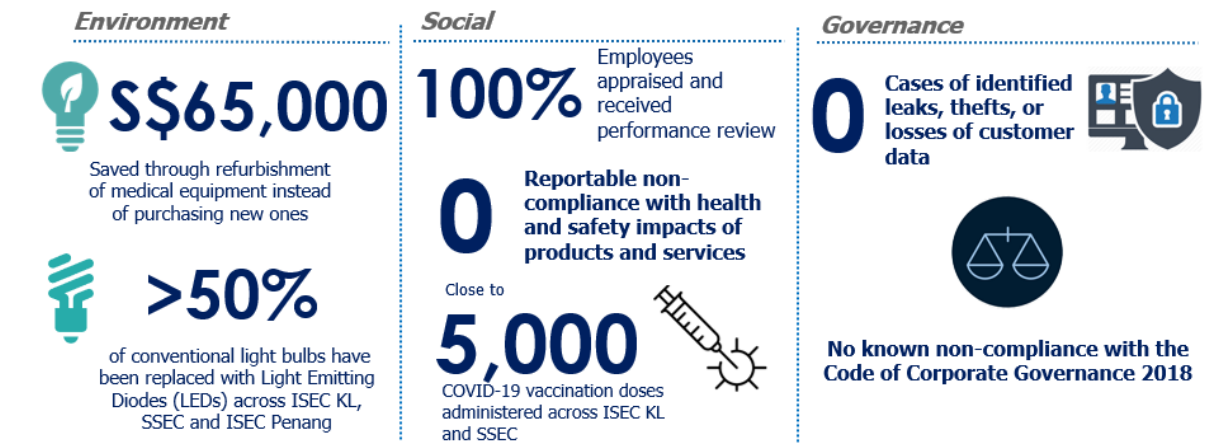 Environment
S$65,000
Saved through refurbishment
of medical equipment instead
of purchasing new ones
>50%
of conventional light bulbs have
been replaced with Light Emitting
Diodes (LEDs) across ISEC KL,
SSEC and ISEC Penang
Social
100%
Employees
appraised and
received
performance review
0
Reportable non-
compliance with health
and safety impacts of
products and services
Close to
5,000
COVID-19 vaccination doses
administered across ISEC KL
and SSEC
Governance
0
Cases of identified
leaks, thefts, or
losses of customer
data
No known non-compliance with the
Code of Corporate Governance 2018